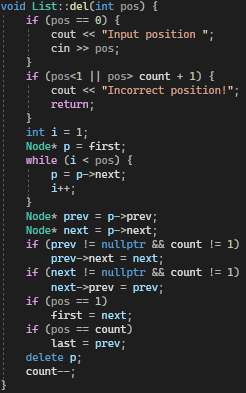 void List::del(int pos) {
    if (pos == 0) {
        cout << "Input position ";
        cin >> pos;
    }
    if (pos<1 || pos> count + 1) {
        cout << "Incorrect position!";
        return;
    }
    int i = 1;
    Node* p = first;
    while (i < pos) {
        p = p->next;
        i++;
    }
    Node* prev = p->prev;
    Node* next = p->next;
    if (prev != nullptr && count != 1)
        prev->next = next;
    if (next != nullptr && count != 1)
        next->prev = prev;
    if (pos == 1)
        first = next;
    if (pos == count)
        last = prev;
    delete p;
    count--;
}